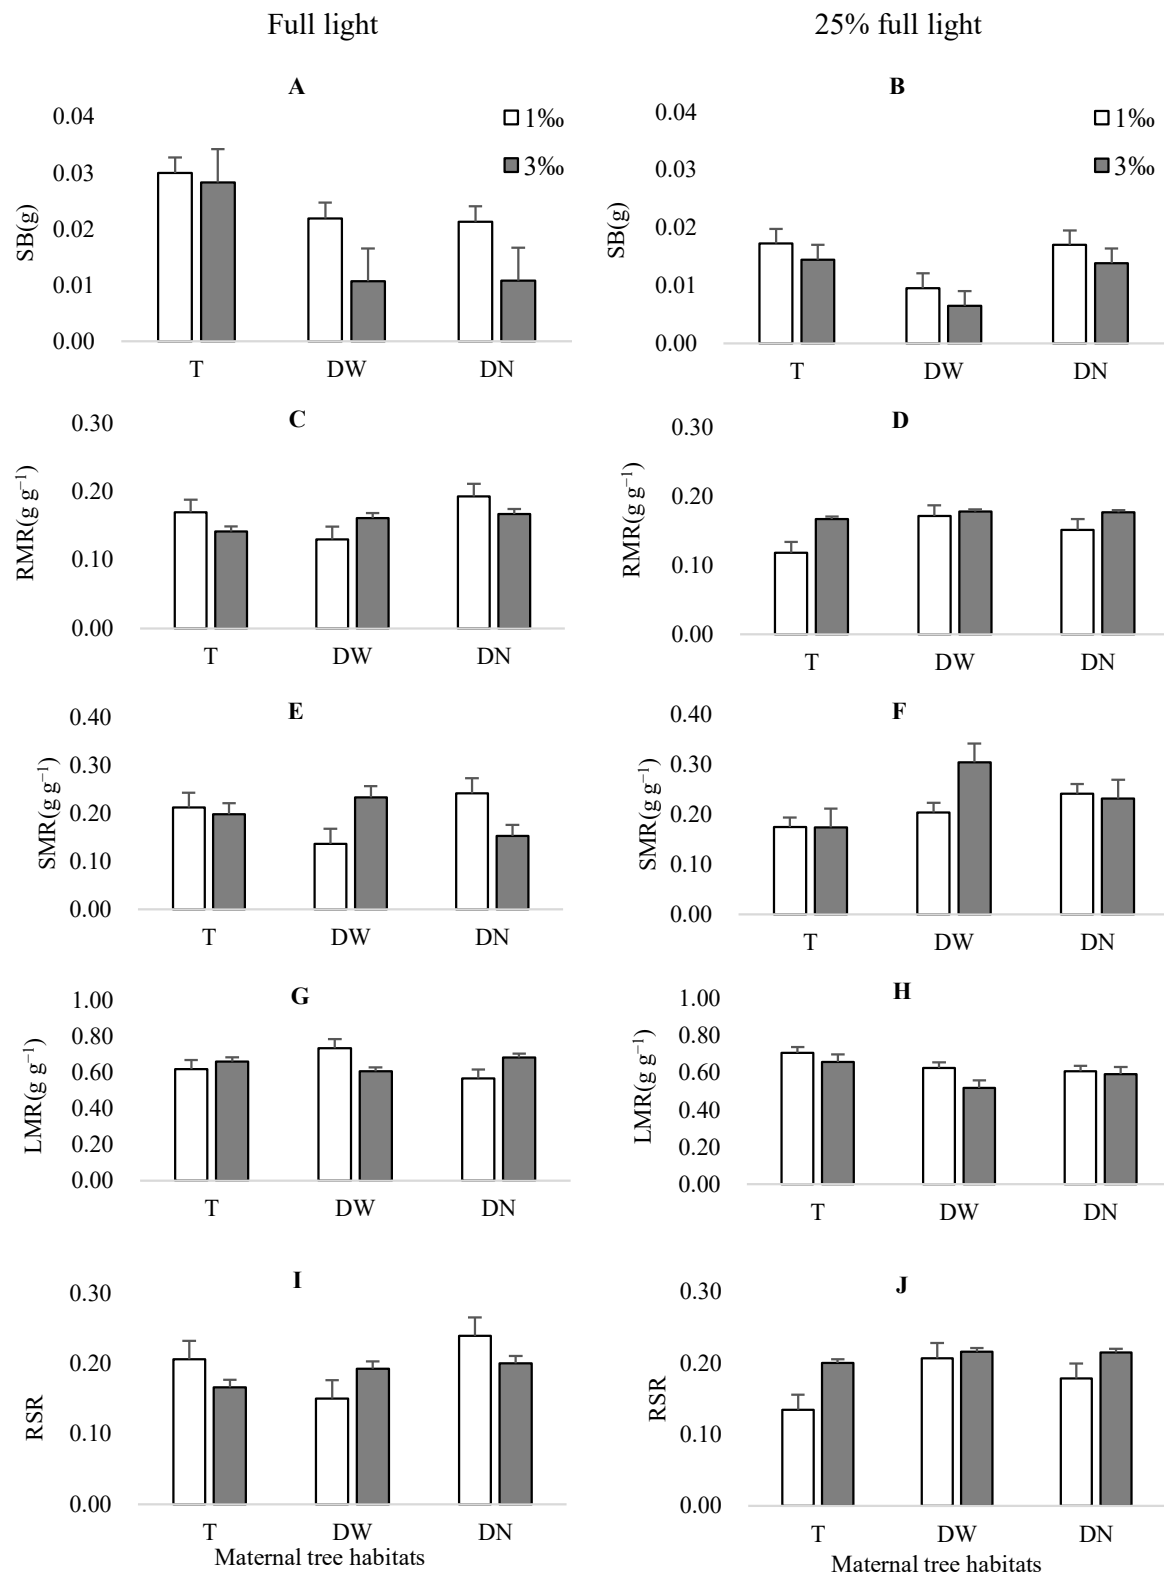 Full light
25% full light
A
SB(g)
0.04
0.03
0.02
0.01
0.00
1‰
3‰
T DW DN
B
SB(g)
0.04
0.03
0.02
0.01
0.00
1‰
3‰
T DW DN
C
RMR(g g⁻¹)
0.30
0.20
0.10
0.00
T DW DN
D
RMR(g g⁻¹)
0.30
0.20
0.10
0.00
T DW DN
E
SMR(g g⁻¹)
0.40
0.30
0.20
0.10
0.00
T DW DN
F
SMR(g g⁻¹)
0.40
0.30
0.20
0.10
0.00
T DW DN
G
LMR(g g⁻¹)
1.00
0.80
0.60
0.40
0.20
0.00
T DW DN
H
LMR(g g⁻¹)
1.00
0.80
0.60
0.40
0.20
0.00
T DW DN
I
RSR
0.30
0.20
0.10
0.00
T DW DN
Maternal tree habitats
J
RSR
0.30
0.20
0.10
0.00
T DW DN
Maternal tree habitats